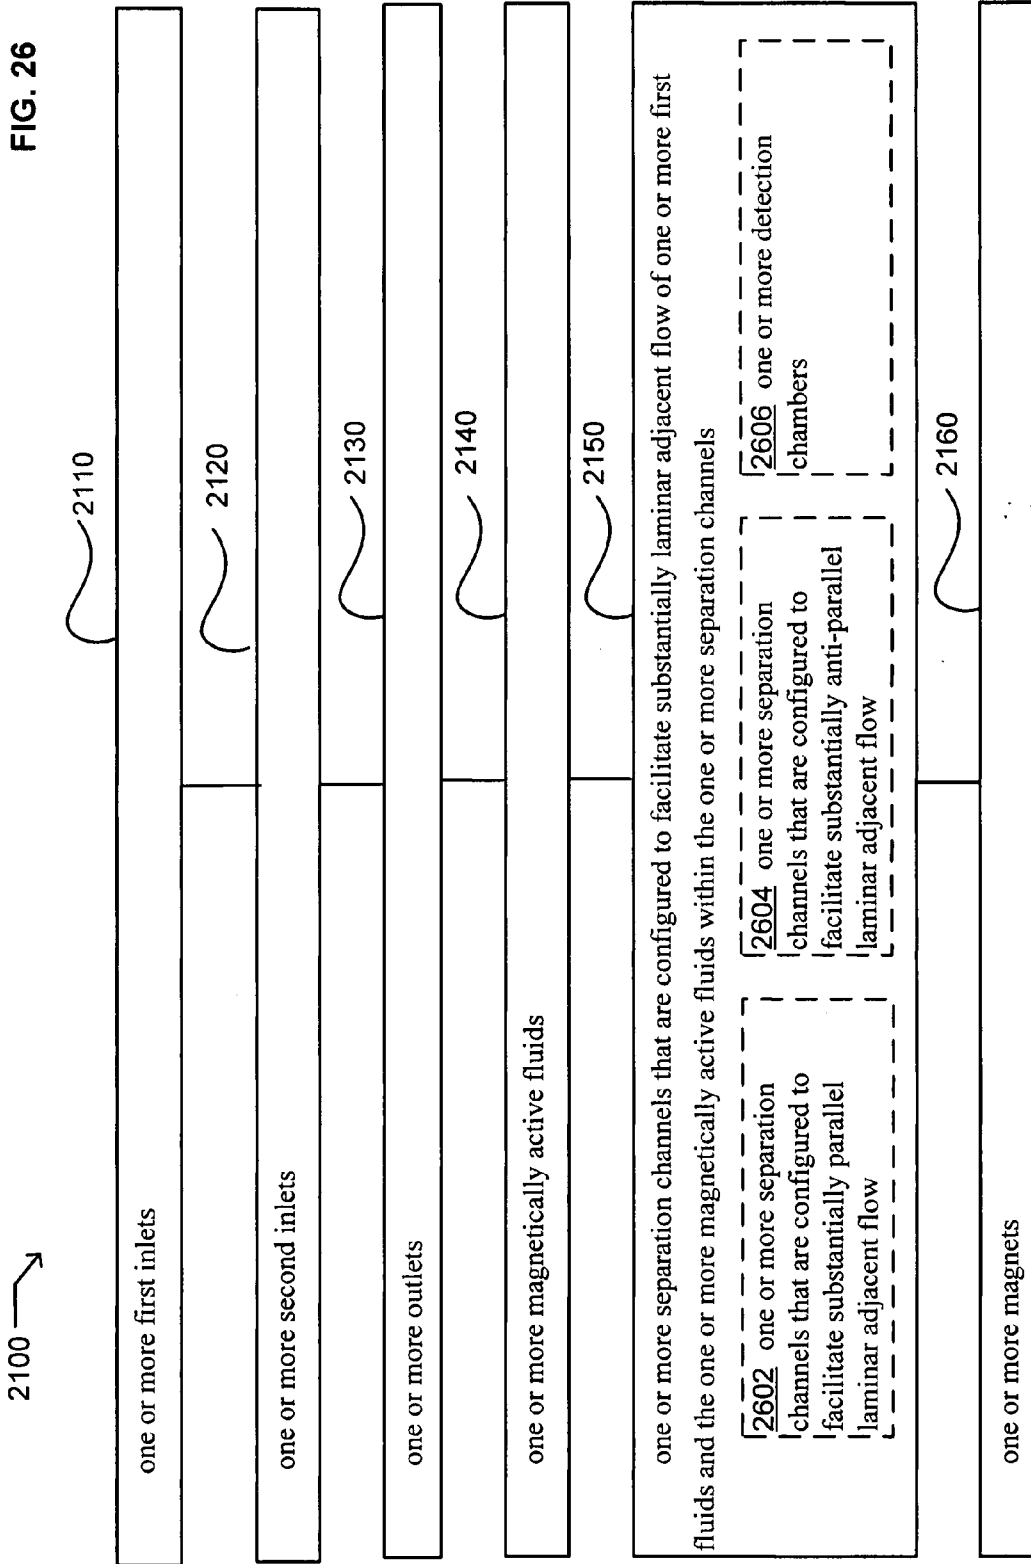 FIG. 26
2100
2110
one or more first inlets
2120
one or more second inlets
2130
one or more outlets
2140
one or more magnetically active fluids
2150
one or more separation channels that are configured to facilitate substantially laminar adjacent flow of one or more first
fluids and the one or more magnetically active fluids within the one or more separation channels
2602 one or more separation
channels that are configured to
facilitate substantially parallel
laminar adjacent flow
2604 one or more separation
channels that are configured to
facilitate substantially anti-parallel
laminar adjacent flow
2606 one or more detection
chambers
2160
one or more magnets